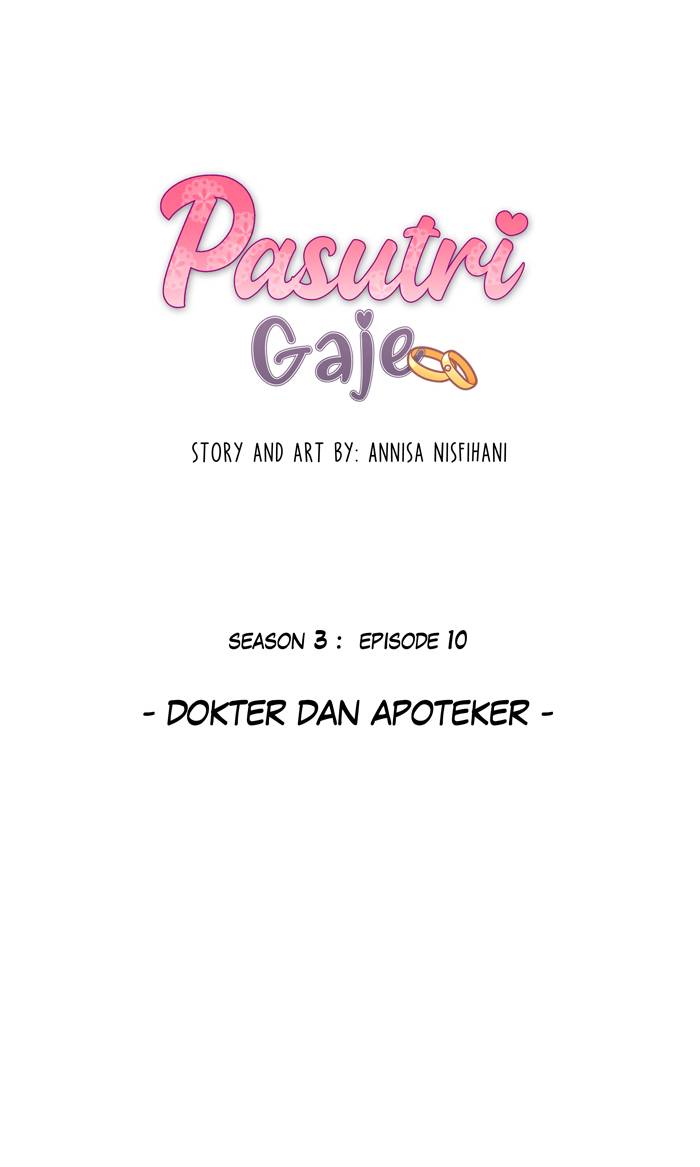 Pasutri
Gaje
STORY AND ART BY: ANNISA NISFIHANI
SEASON 3 : EPISODE 10
- DOKTER DAN APOTEKER -